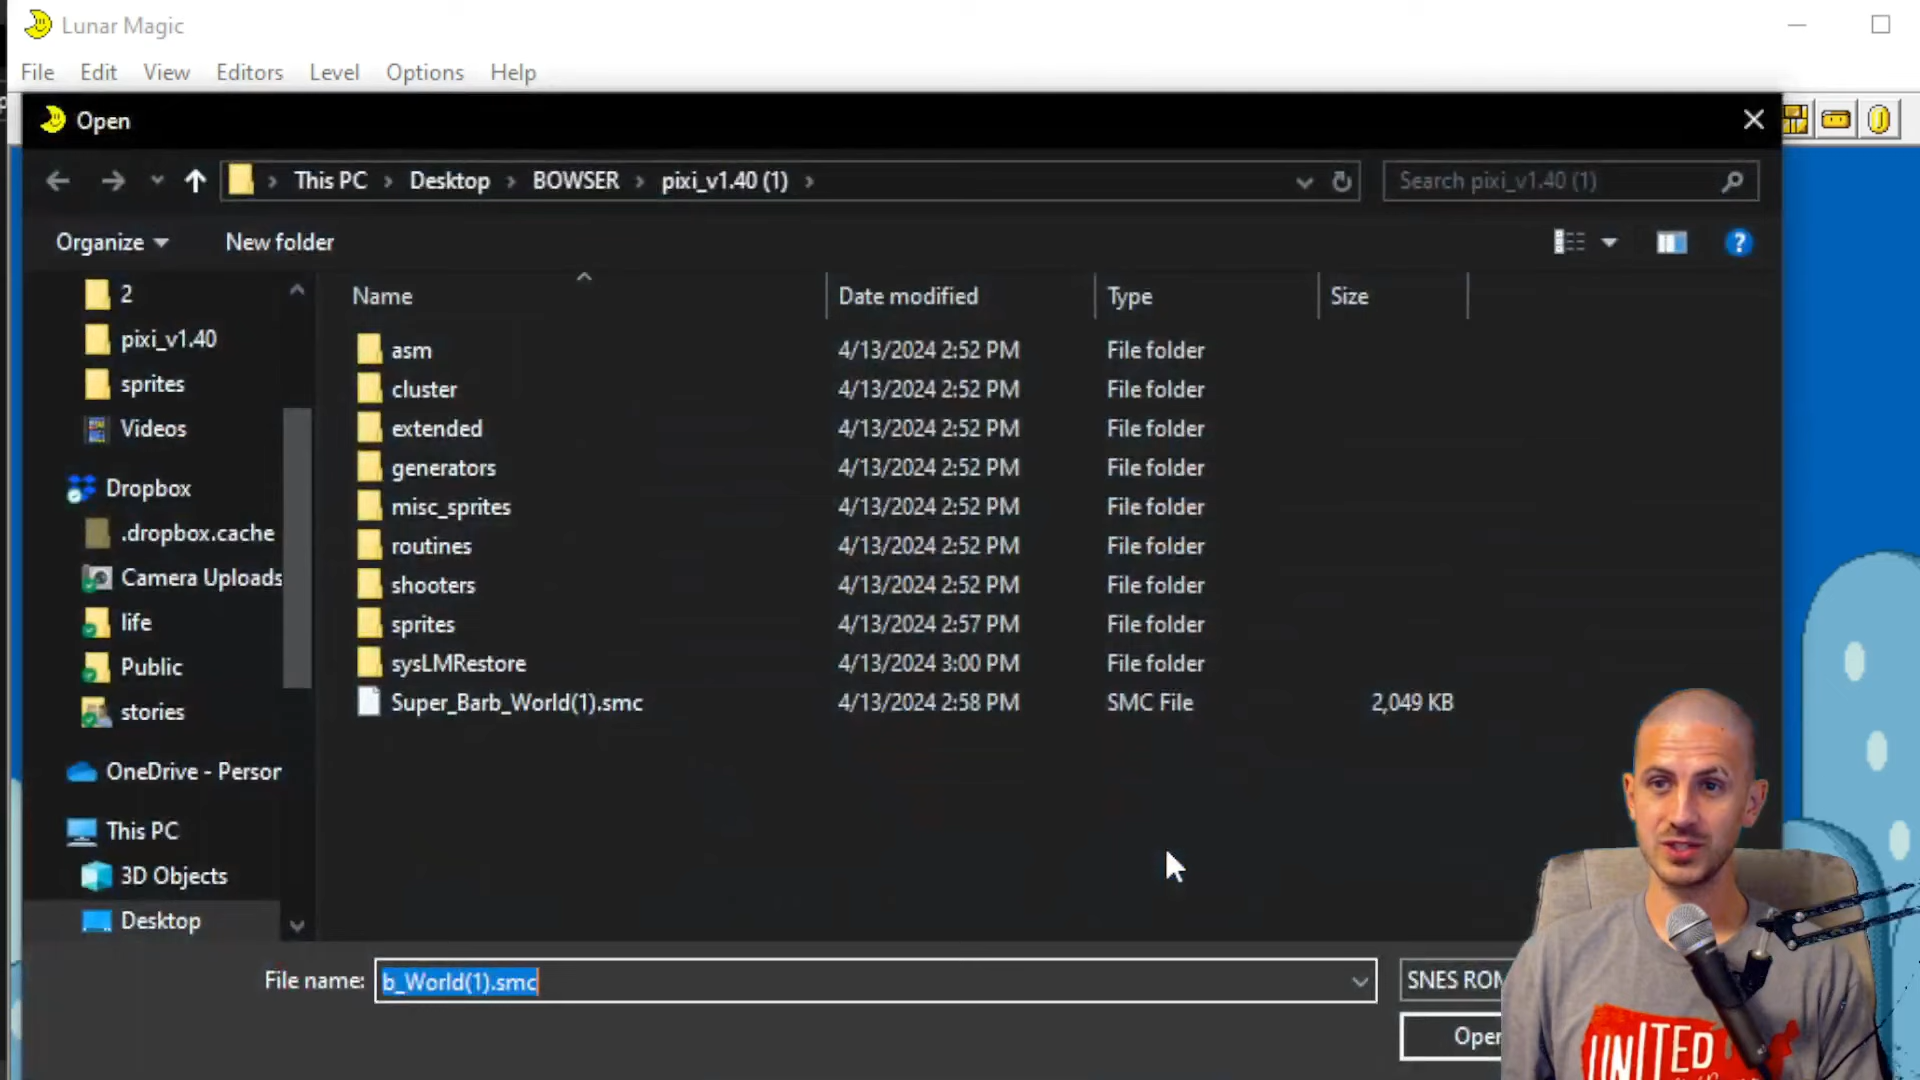 Lunar Magic
File Edit View Editors Level Options Help
Open
This PC Desktop BOWSER pixi_v1.40 (1)
Search pixi_v1.40 (1)
Organize New folder
2
pixi_v1.40
sprites
Videos
Dropbox
.dropbox.cache
Camera Uploads
life
Public
stories
OneDrive - Person
This PC
3D Objects
Desktop
Name Date modified Type Size
asm 4/13/2024 2:52 PM File folder
cluster 4/13/2024 2:52 PM File folder
extended 4/13/2024 2:52 PM File folder
generators 4/13/2024 2:52 PM File folder
misc_sprites 4/13/2024 2:52 PM File folder
routines 4/13/2024 2:52 PM File folder
shooters 4/13/2024 2:52 PM File folder
sprites 4/13/2024 2:57 PM File folder
sysLMRestore 4/13/2024 3:00 PM File folder
Super_Barb_World(1).smc 4/13/2024 2:58 PM SMC File 2,049 KB
File name: b_World(1).smc
SNES ROM
Open
UNITED